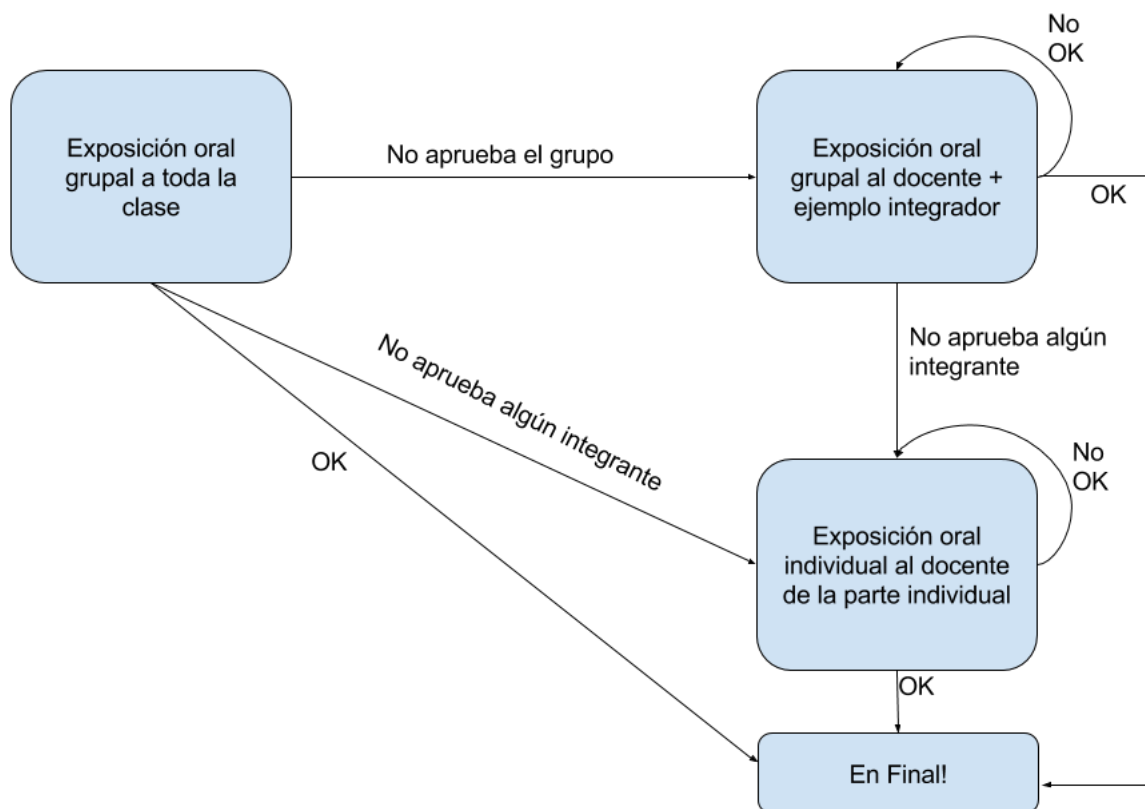 No
OK
Exposición oral
grupal a toda la
clase
No aprueba el grupo
Exposición oral
grupal al docente +
ejemplo integrador
OK
No aprueba algún
integrante
No aprueba algún integrante
OK
No
OK
Exposición oral
individual al docente
de la parte individual
OK
En Final!